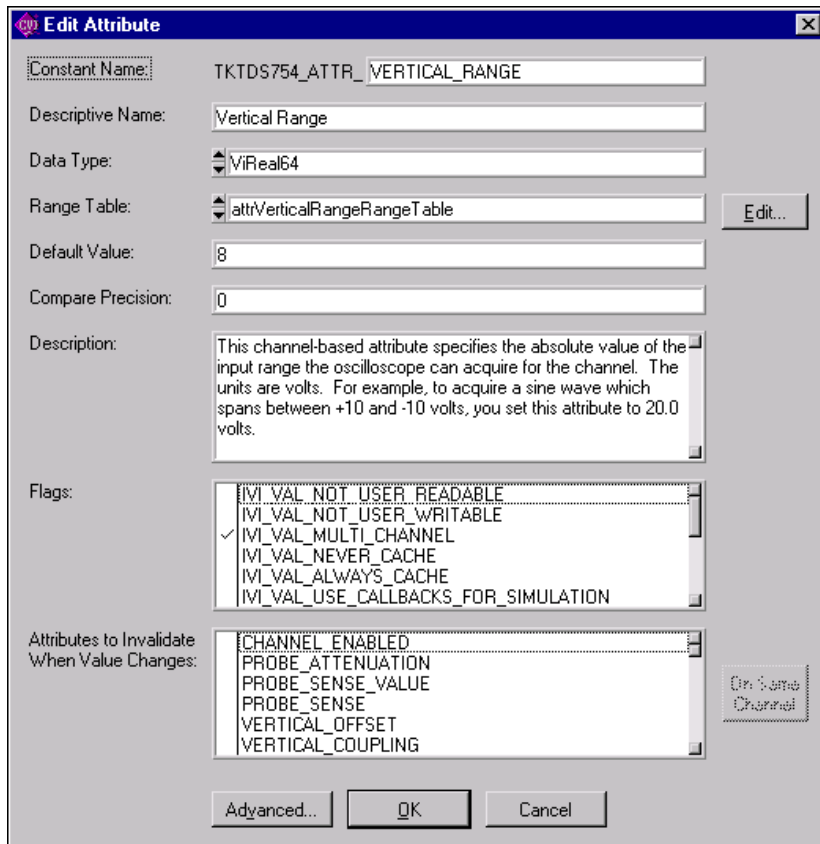 CVI Edit Attribute
Constant Name: TKTDS754_ATTR_ VERTICAL_RANGE
Descriptive Name: Vertical Range
Data Type: ViReal64
Range Table: attrVerticalRangeRangeTable Edit...
Default Value: 8
Compare Precision: 0
Description: This channel-based attribute specifies the absolute value of the
input range the oscilloscope can acquire for the channel. The
units are volts. For example, to acquire a sine wave which
spans between +10 and -10 volts, you set this attribute to 20.0
volts.
Flags: IVI_VAL_NOT_USER_READABLE
IVI_VAL_NOT_USER_WRITABLE
IVI_VAL_MULTI_CHANNEL
IVI_VAL_NEVER_CACHE
IVI_VAL_ALWAYS_CACHE
IVI_VAL_USE_CALLBACKS_FOR_SIMULATION
Attributes to Invalidate CHANNEL_ENABLED
When Value Changes: PROBE_ATTENUATION
PROBE_SENSE_VALUE
PROBE_SENSE
VERTICAL_OFFSET
VERTICAL_COUPLING
On Same
Channel
Advanced... OK Cancel